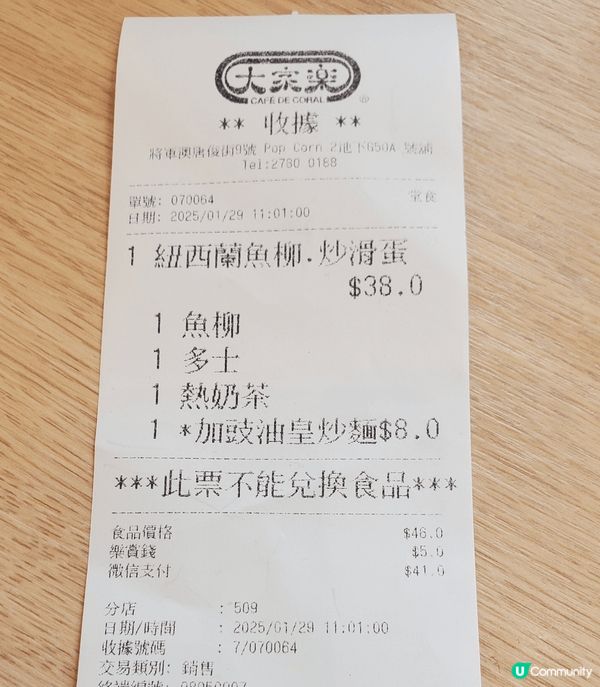 大家樂
CAFÉ DE CORAL ®
** 收據 **
將軍澳唐俊街9號 Pop Corn 2地下G50A 號舖
Tel:2780 0188
單號: 070064 堂食
日期: 2025/01/29 11:01:00
1 紐西蘭魚柳.炒滑蛋
$38.0
1 魚柳
1 多士
1 熱奶茶
1 *加豉油皇炒麵$8.0
***此票不能兌換食品***
食品價格 $46.0
樂賞錢 $5.0
微信支付 $41.0
分店 : 509
日期/時間 : 2025/01/29 11:01:00
收據號碼 : 7/070064
交易類別: 銷售
終端編號:
U Community